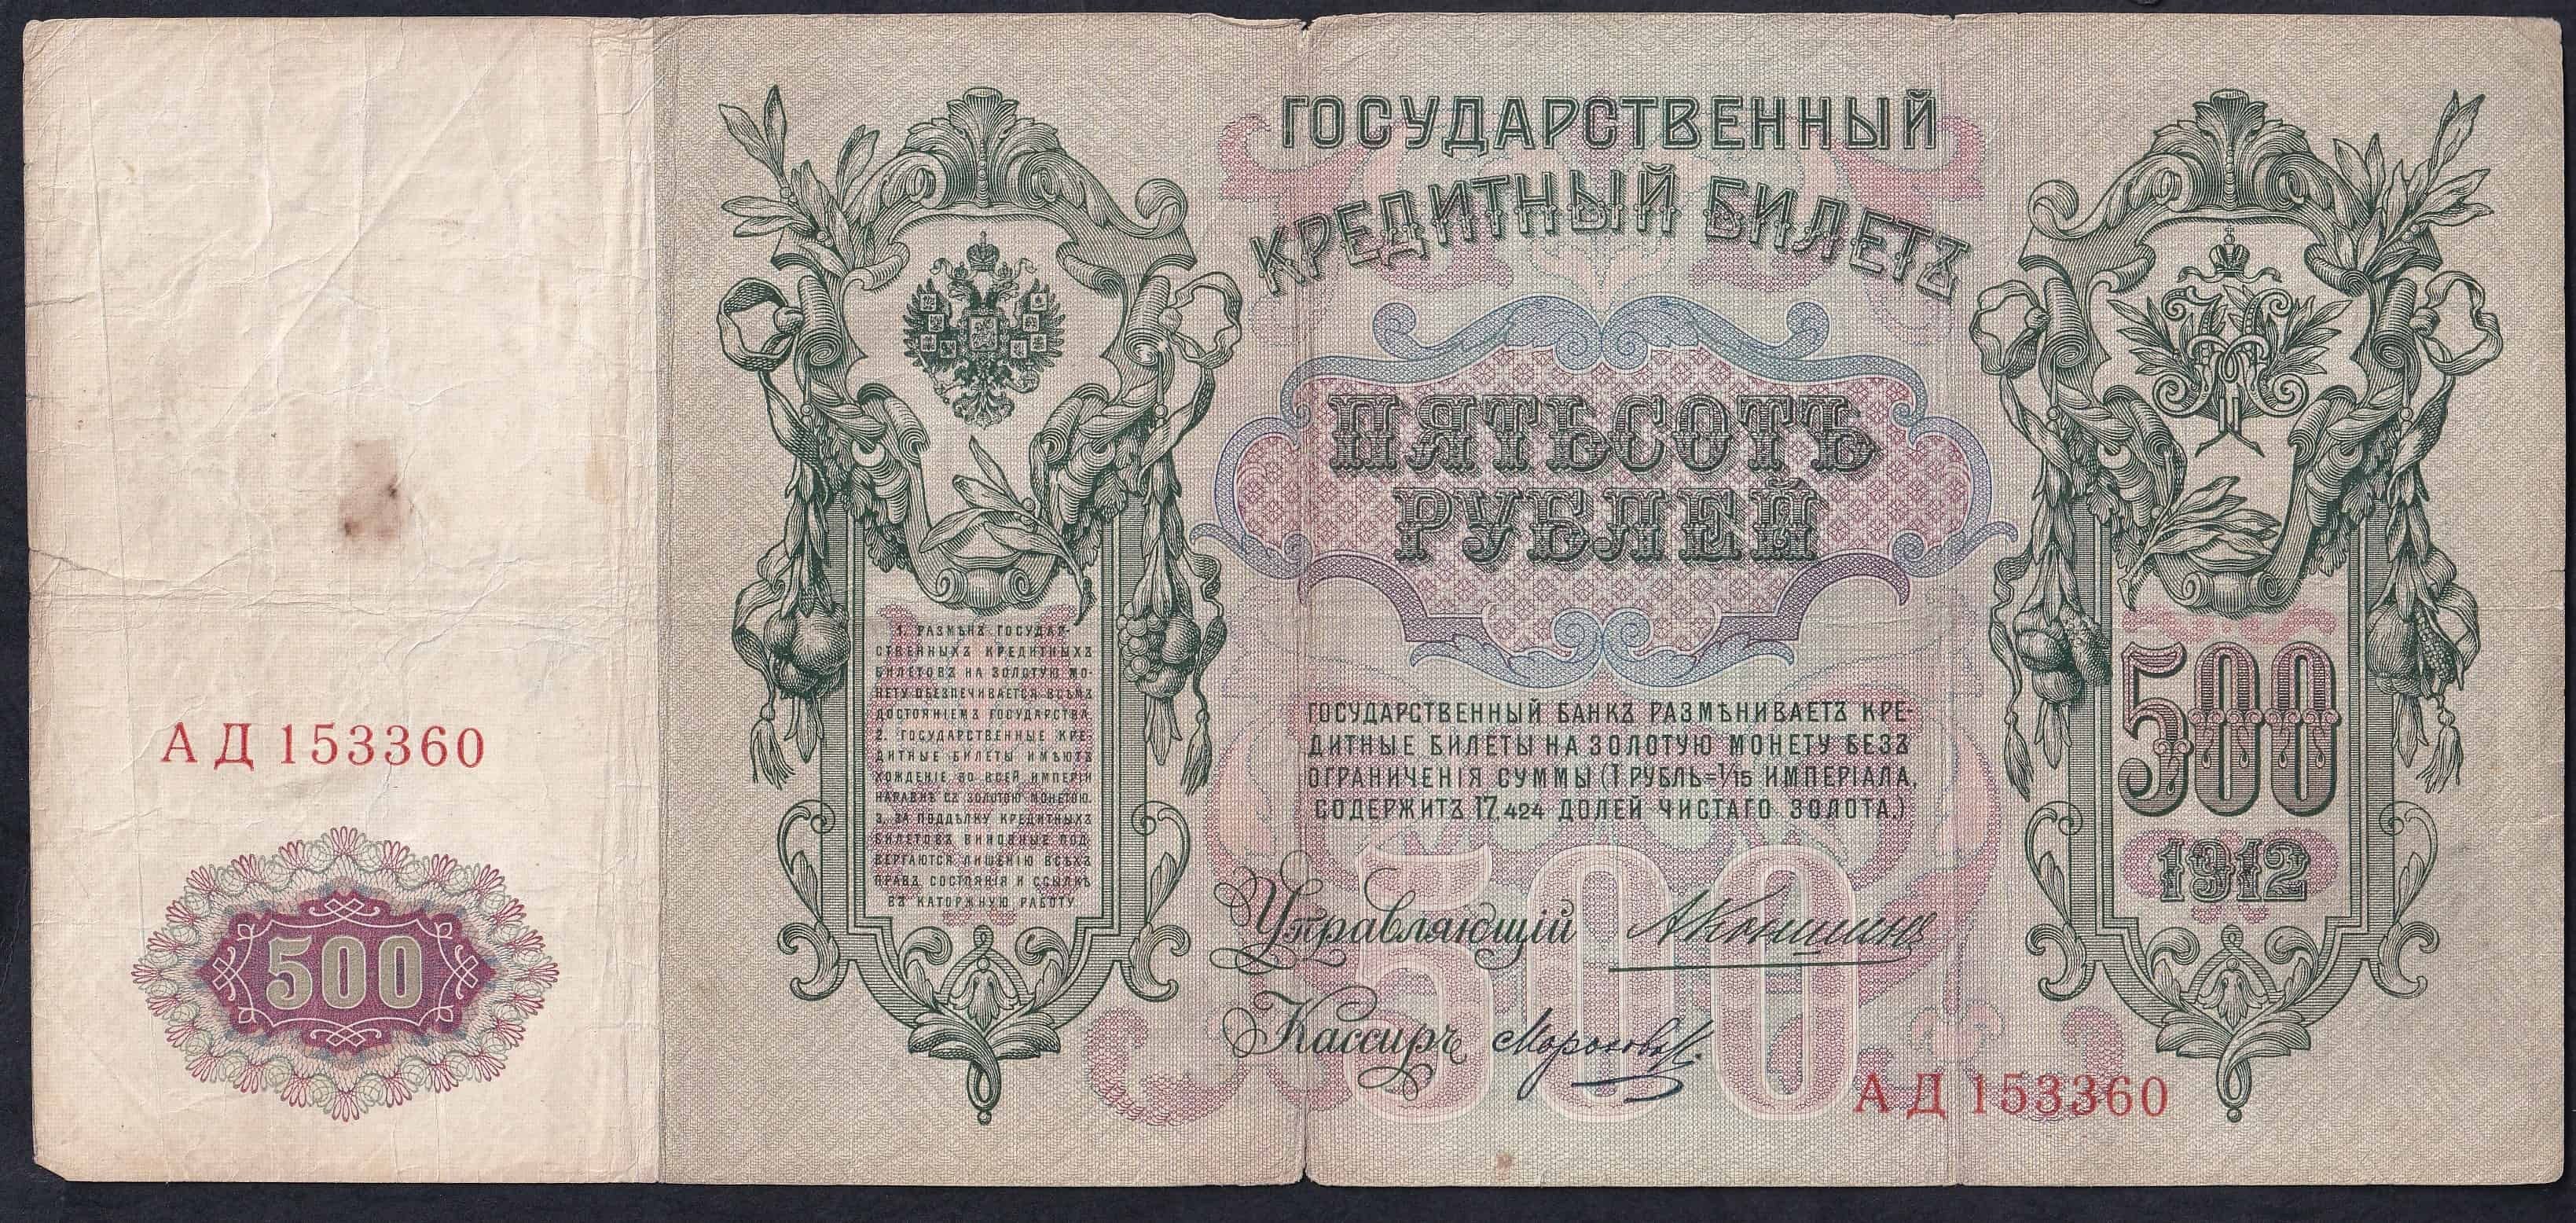 ГОСУДАРСТВЕННЫЙ
КРЕДИТНЫЙ БИЛЕТЪ
ПЯТЬСОТЪ
РУБЛЕЙ
1. РАЗМѢНЪ ГОСУДАР-
СТВЕННЫХЪ КРЕДИТНЫХЪ
БИЛЕТОВЪ НА ЗОЛОТУЮ МО-
НЕТУ ОБЕЗПЕЧИВАЕТСЯ ВСѢМЪ
ДОСТОЯНІЕМЪ ГОСУДАРСТВА.
2. ГОСУДАРСТВЕННЫЕ КРЕ-
ДИТНЫЕ БИЛЕТЫ ИМѢЮТЪ
ХОЖДЕНІЕ ВО ВСЕЙ ИМПЕРІИ
НАРАВНѢ СЪ ЗОЛОТОЮ МОНЕТОЮ.
3. ЗА ПОДДѢЛКУ КРЕДИТНЫХЪ
БИЛЕТОВЪ ВИНОВНЫЕ ПОД-
ВЕРГАЮТСЯ ЛИШЕНІЮ ВСѢХЪ
ПРАВЪ СОСТОЯНІЯ И ССЫЛКѢ
ВЪ КАТОРЖНУЮ РАБОТУ
ГОСУДАРСТВЕННЫЙ БАНКЪ РАЗМѢНИВАЕТЪ КРЕ-
ДИТНЫЕ БИЛЕТЫ НА ЗОЛОТУЮ МОНЕТУ БЕЗЪ
ОГРАНИЧЕНІЯ СУММЫ (1 РУБЛЬ=1/15 ИМПЕРІАЛА,
СОДЕРЖИТЪ 17,424 ДОЛЕЙ ЧИСТАГО ЗОЛОТА.)
500
1912
АД 153360
500
500
Управляющій АКоншинъ
Кассиръ Морозовъ
АД 153360